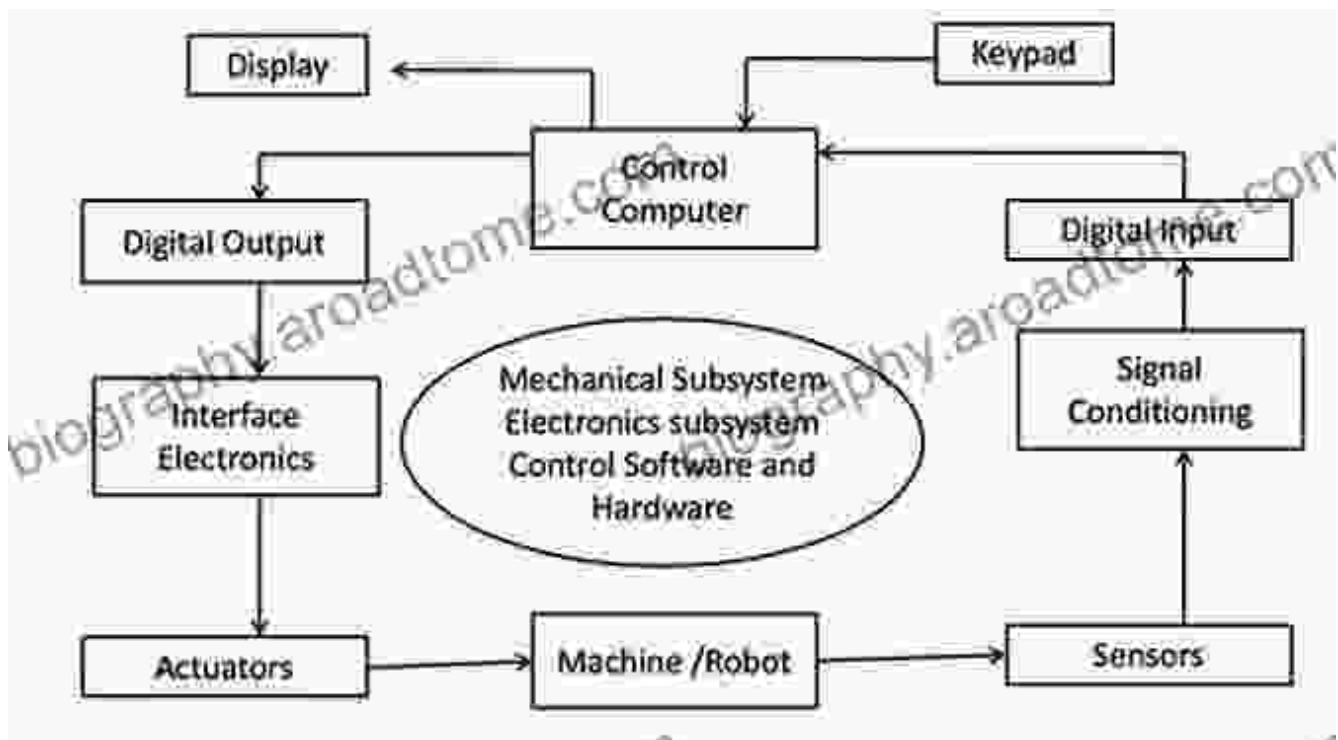 Display
Keypad
Control
Computer
Digital Output
Digital Input
Mechanical Subsystem
Electronics subsystem
Control Software and
Hardware
Interface
Electronics
Signal
Conditioning
Actuators
Machine /Robot
Sensors
biography.aroadtome.com
biography.aroadtome.com